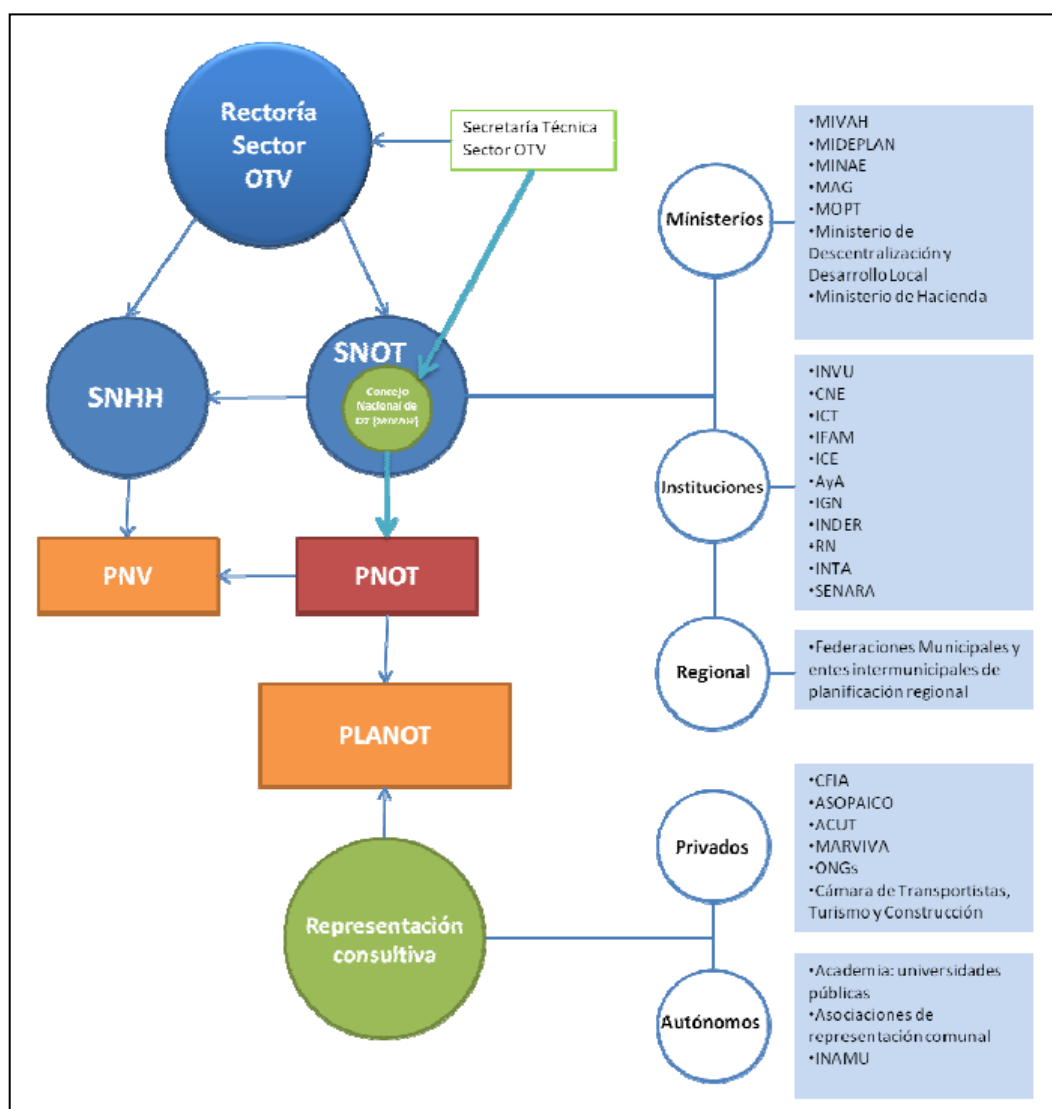 Rectoría
Sector
OTV
Secretaría Técnica
Sector OTV
SNHH
SNOT
Concejo
Nacional de
PNV
PNOT
PLANOT
Representación
consultiva
Ministerios
•MIVAH
•MIDEPLAN
•MINAE
•MAG
•MOPT
•Ministerio de
Descentralización y
Desarrollo Local
•Ministerio de Hacienda
Instituciones
•INVU
•CNE
•ICT
•IFAM
•ICE
•AyA
•IGN
•INDER
•RN
•INTA
•SENARA
Regional
•Federaciones Municipales y
entes intermunicipales de
planificación regional
Privados
•CFIA
•ASOPAICO
•ACUT
•MARVIVA
•ONGs
•Cámara de Transportistas,
Turismo y Construcción
Autónomos
•Academia: universidades
públicas
•Asociaciones de
representación comunal
•INAMU